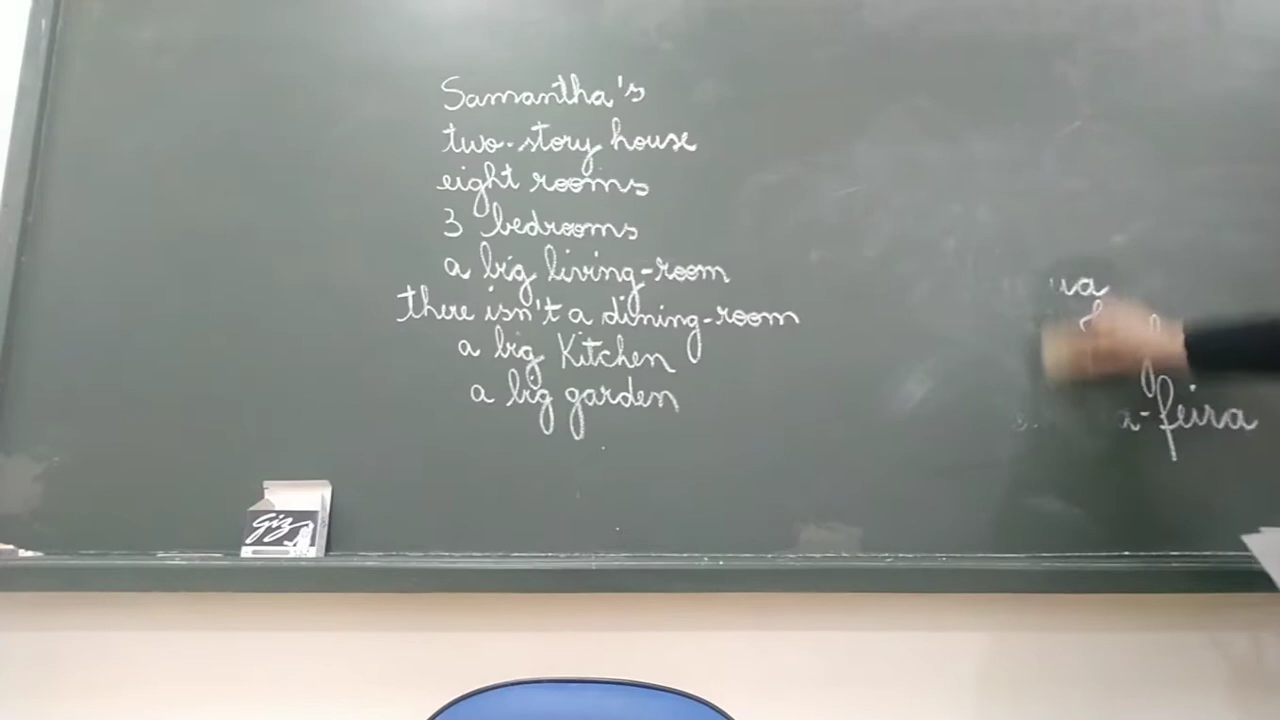 Samantha's
two-story house
eight rooms
3 bedrooms
a big living-room
there isn't a dining-room
a big Kitchen
a big garden
Giz